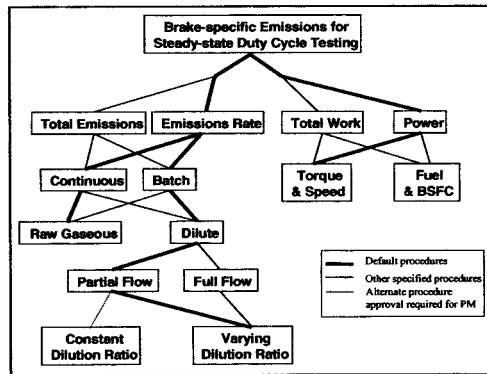 Brake-specific Emissions for
Steady-state Duty Cycle Testing
Total Emissions
Emissions Rate
Total Work
Power
Continuous
Batch
Torque
& Speed
Fuel
& BSFC
Raw Gaseous
Dilute
Partial Flow
Full Flow
Constant
Dilution Ratio
Varying
Dilution Ratio
Default procedures
Other specified procedures
Alternate procedure
approval required for PM